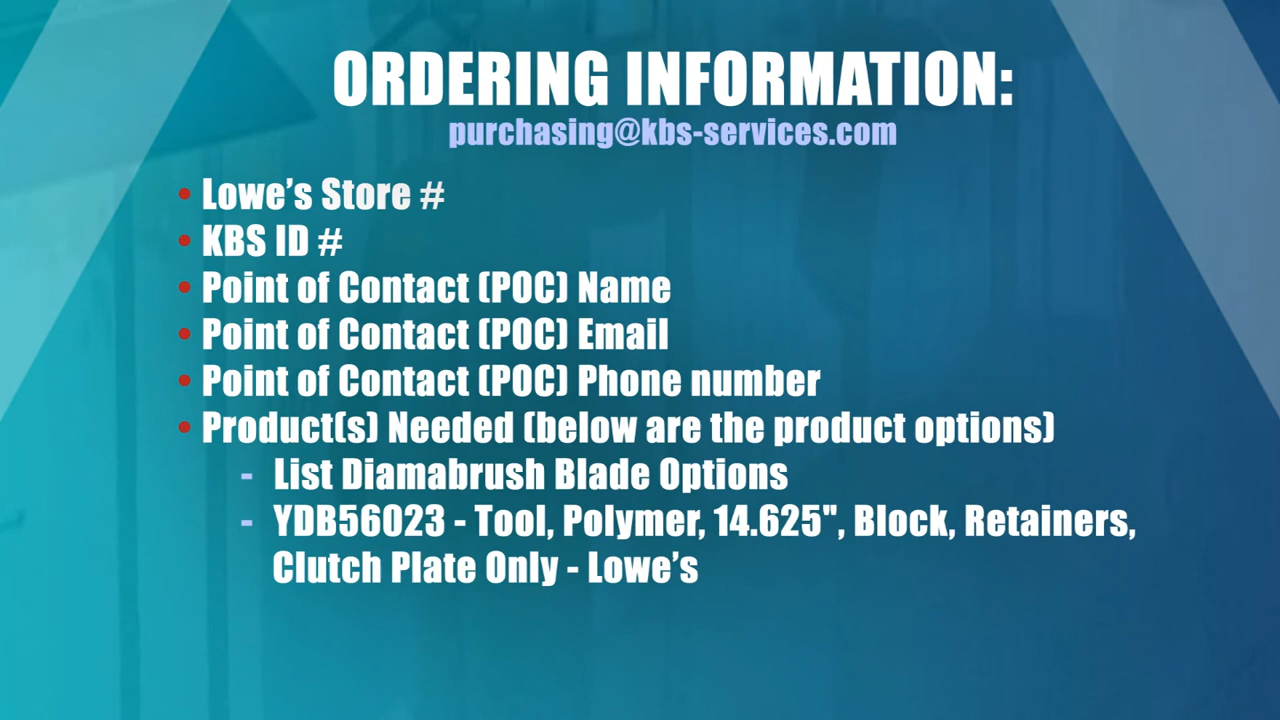 ORDERING INFORMATION:
purchasing@kbs-services.com
• Lowe’s Store #
• KBS ID #
• Point of Contact (POC) Name
• Point of Contact (POC) Email
• Point of Contact (POC) Phone number
• Product(s) Needed (below are the product options)
- List Diamabrush Blade Options
- YDB56023 - Tool, Polymer, 14.625", Block, Retainers,
Clutch Plate Only - Lowe’s